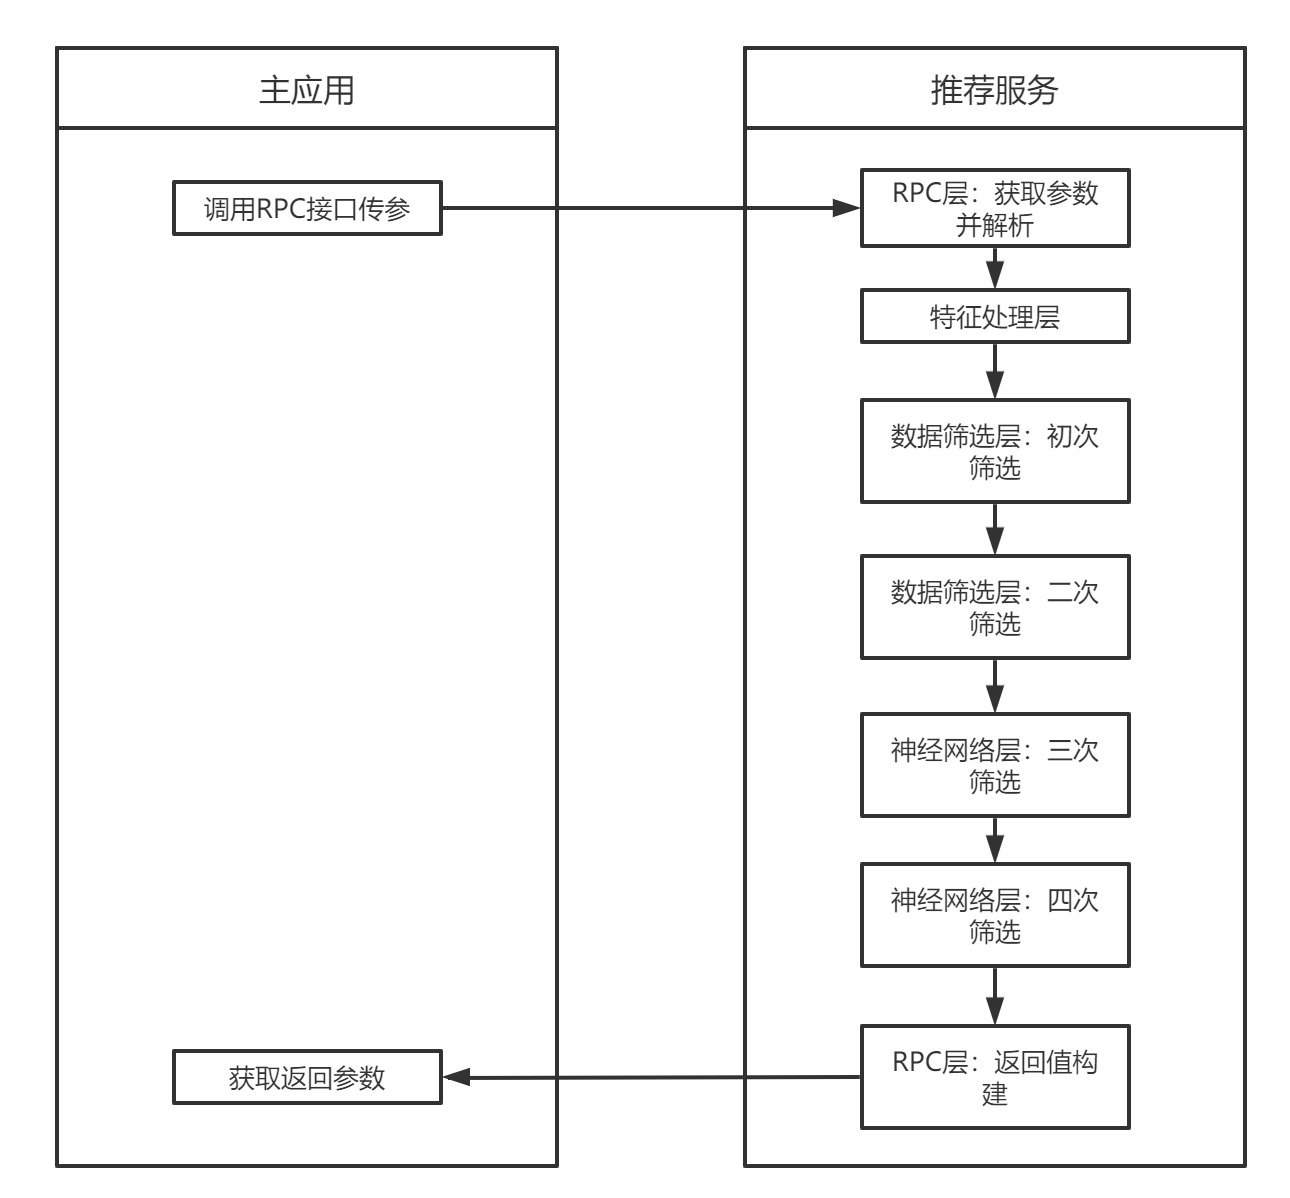 主应用
推荐服务
调用RPC接口传参
RPC层：获取参数
并解析
特征处理层
数据筛选层：初次
筛选
数据筛选层：二次
筛选
神经网络层：三次
筛选
神经网络层：四次
筛选
RPC层：返回值构
建
获取返回参数